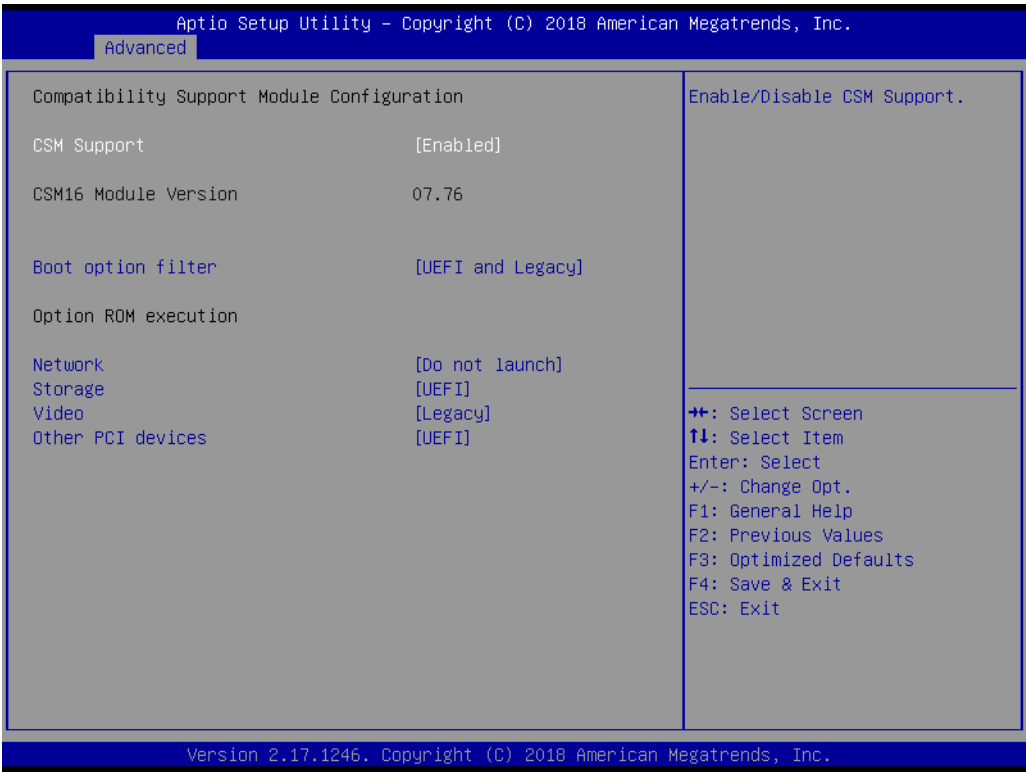 Aptio Setup Utility – Copyright (C) 2018 American Megatrends, Inc.
Advanced
Compatibility Support Module Configuration
CSM Support [Enabled]
CSM16 Module Version 07.76
Boot option filter [UEFI and Legacy]
Option ROM execution
Network [Do not launch]
Storage [UEFI]
Video [Legacy]
Other PCI devices [UEFI]
Enable/Disable CSM Support.
→←: Select Screen
↑↓: Select Item
Enter: Select
+/-: Change Opt.
F1: General Help
F2: Previous Values
F3: Optimized Defaults
F4: Save & Exit
ESC: Exit
Version 2.17.1246. Copyright (C) 2018 American Megatrends, Inc.